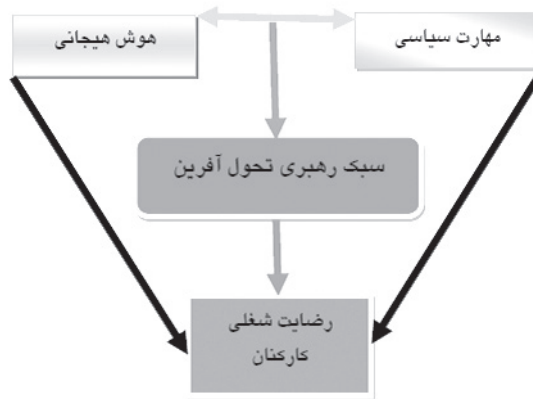 مهارت سیاسی
هوش هیجانی
سبک رهبری تحول آفرین
رضایت شغلی
کارکنان